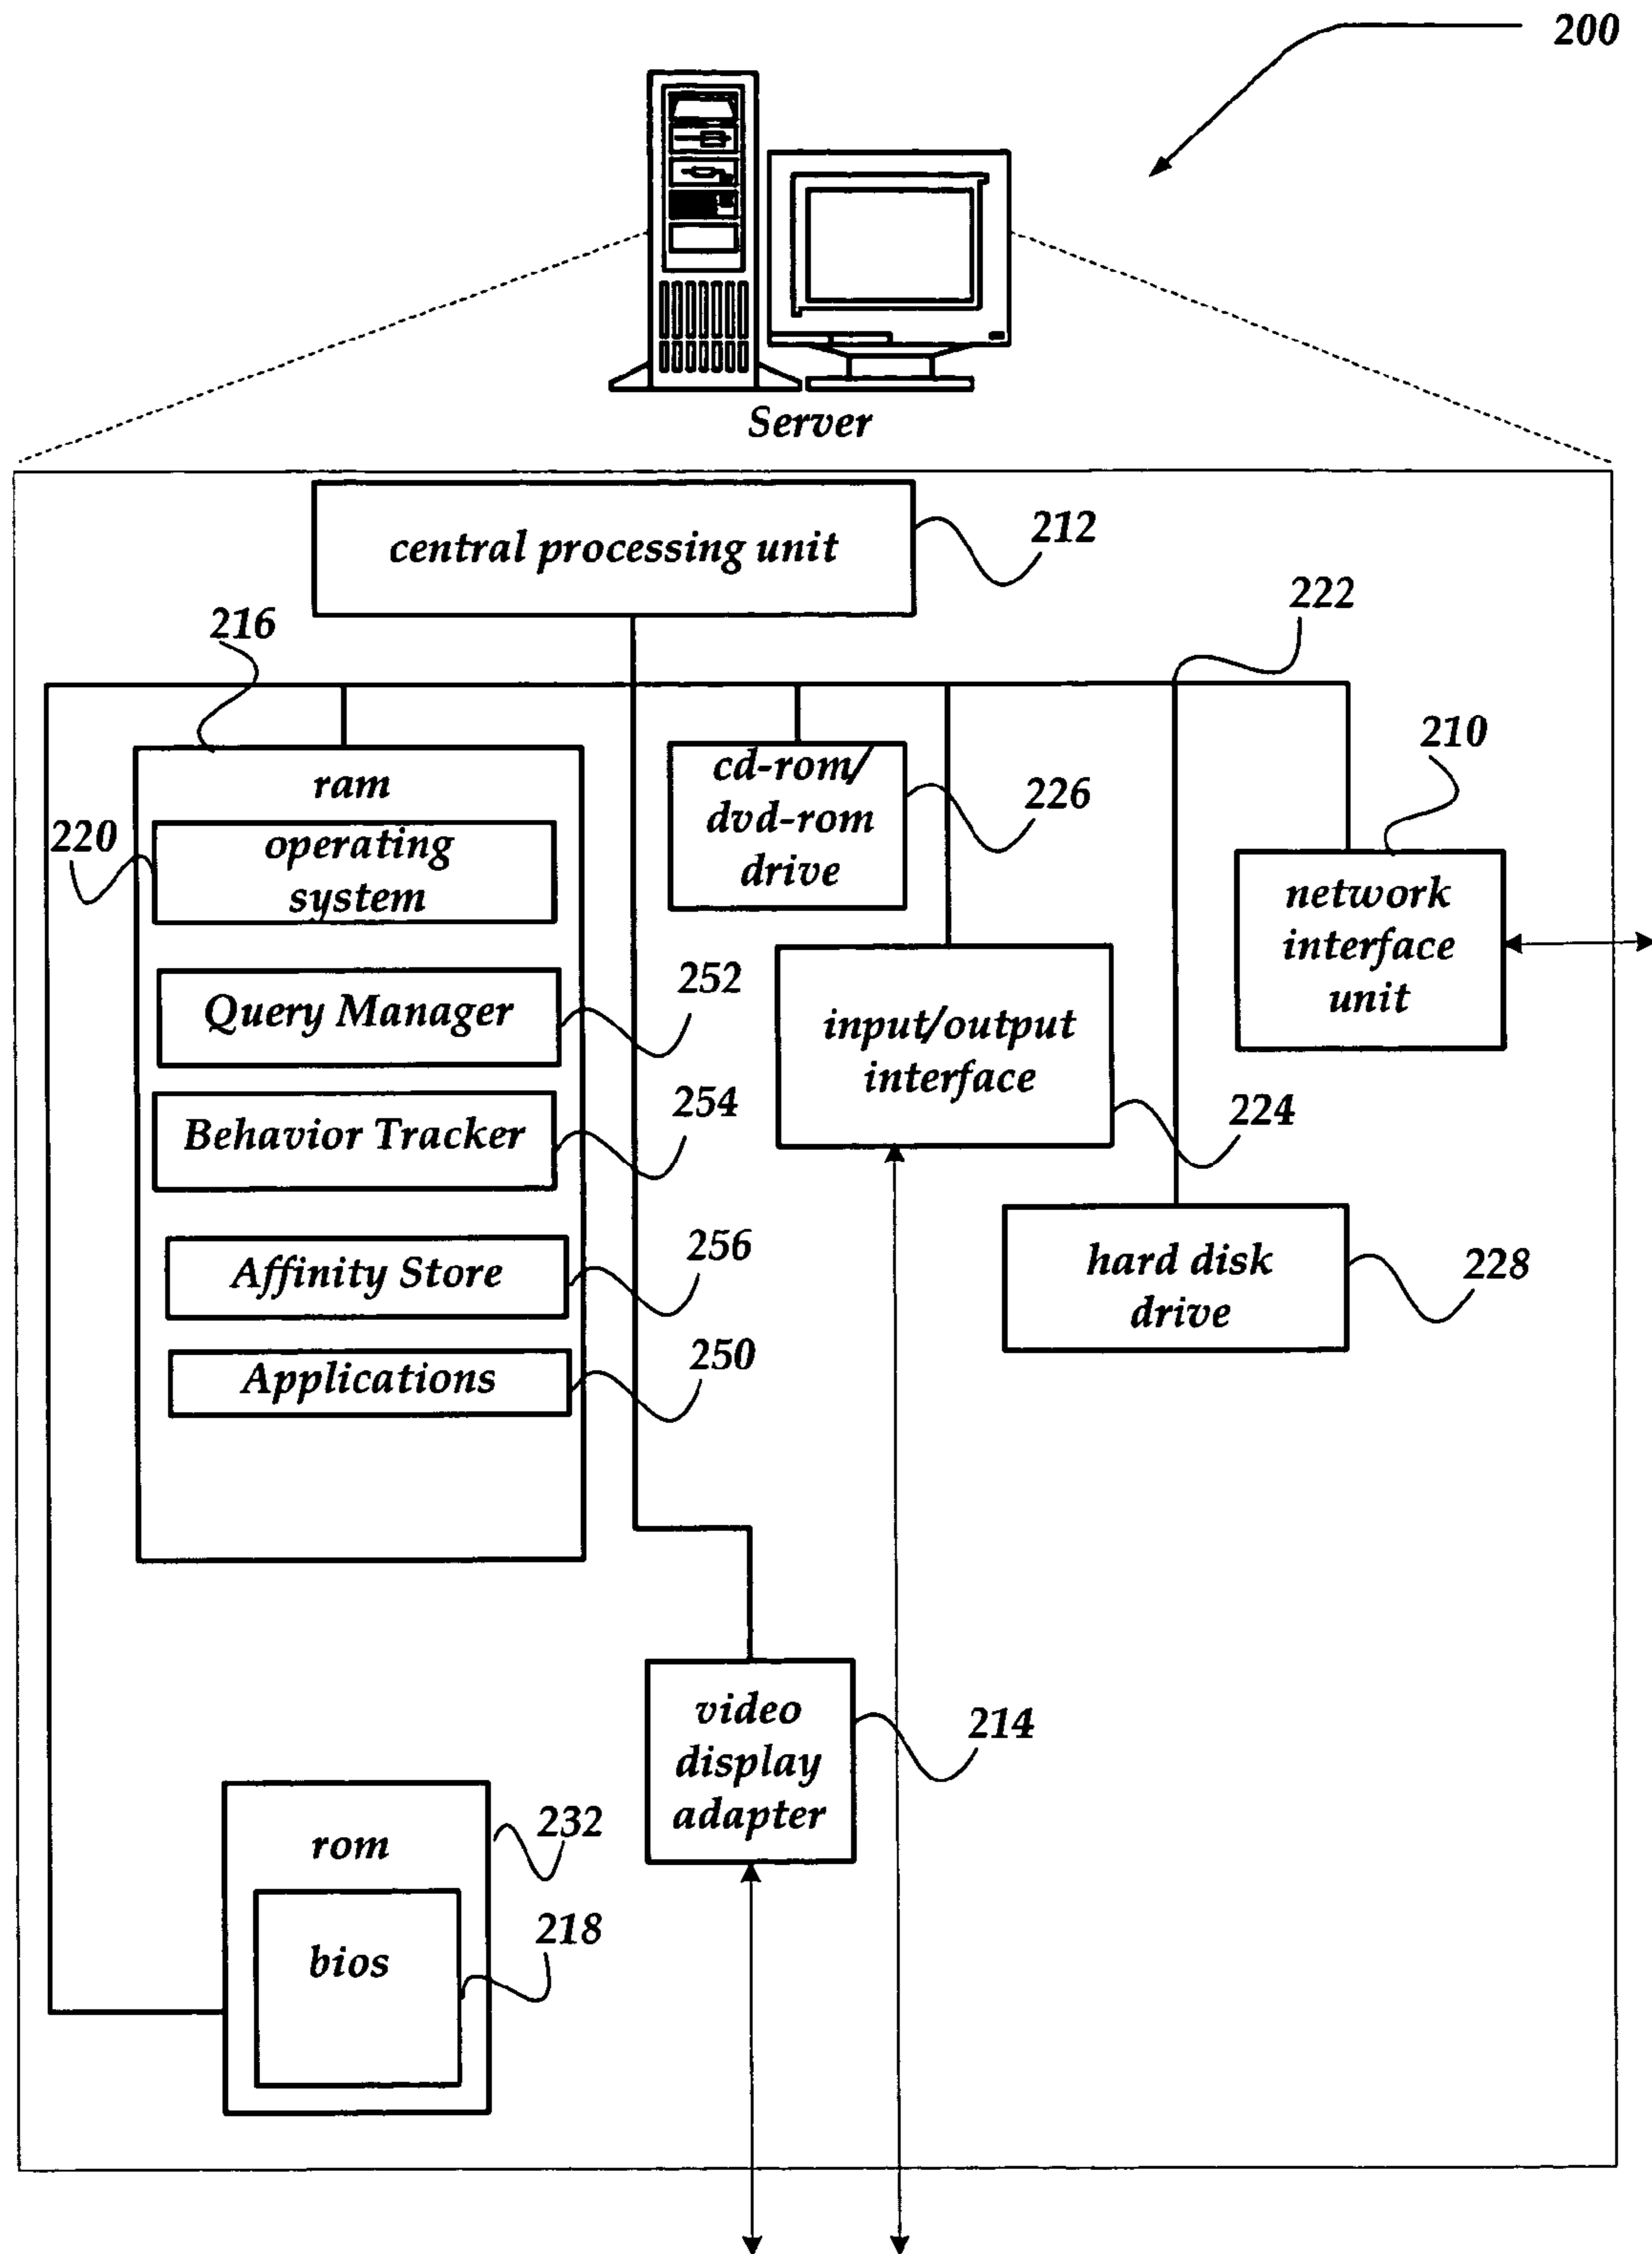 200
Server
central processing unit
212
222
216
210
ram
cd-rom/
dvd-rom
drive
226
220
operating
system
network
interface
unit
252
Query Manager
input/output
interface
254
Behavior Tracker
224
256
Affinity Store
hard disk
drive
228
250
Applications
video
display
adapter
214
232
rom
218
bios